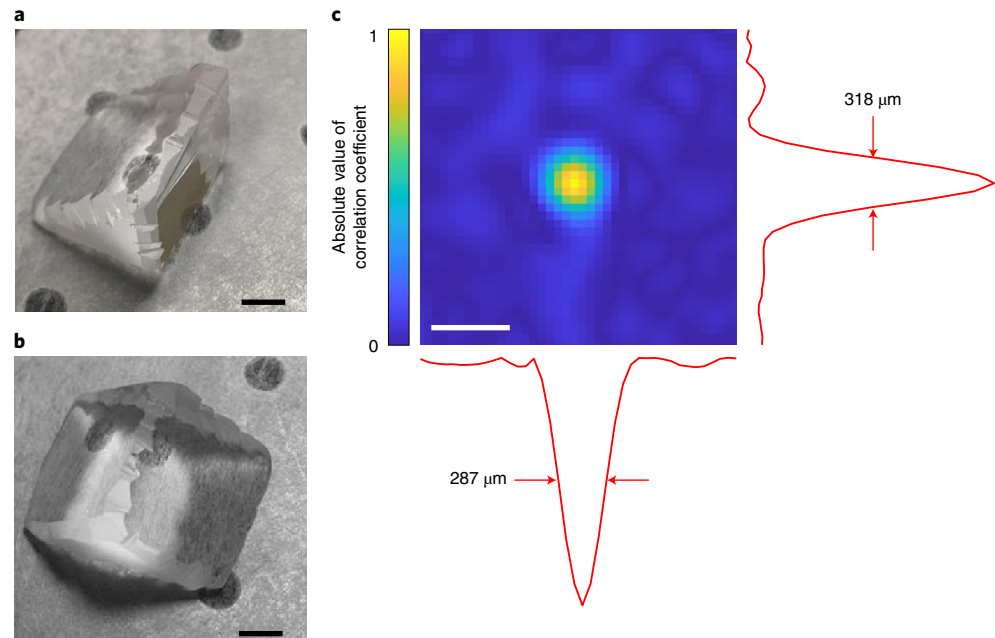 a
b
c
1
Absolute value of
correlation coefficient
0
318 μm
287 μm